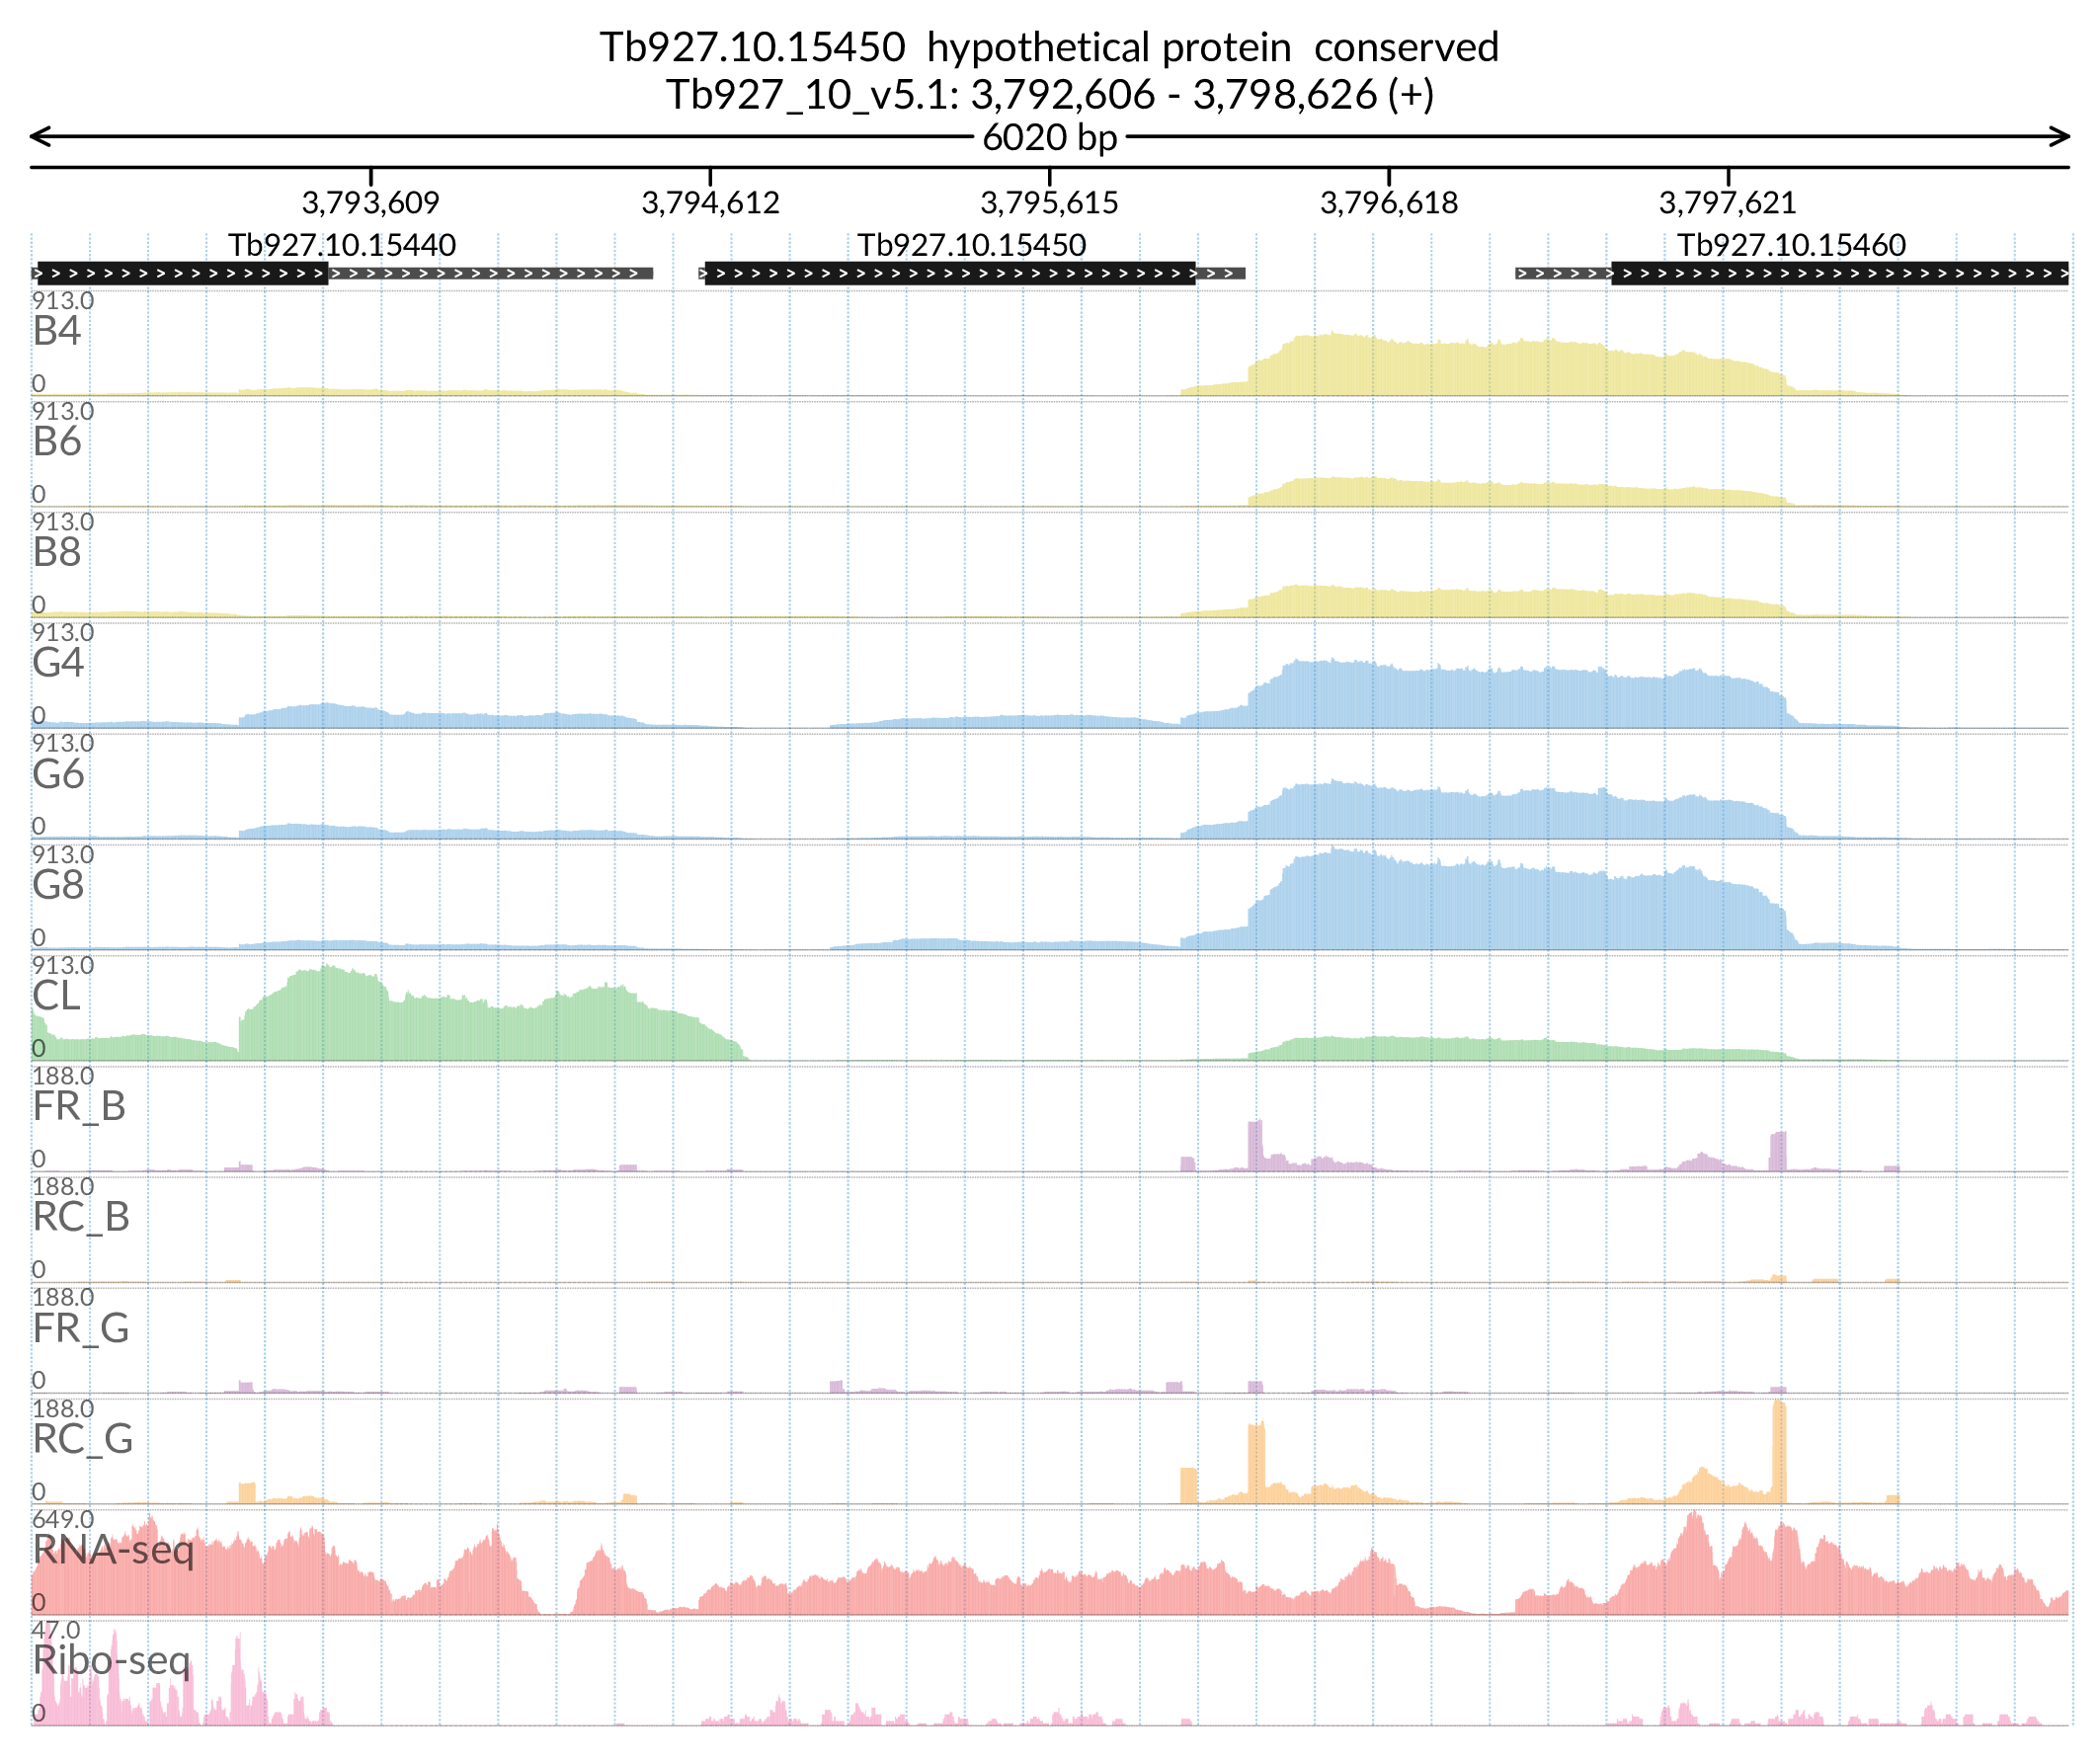 Tb927.10.15450  hypothetical protein  conserved
Tb927_10_v5.1: 3,792,606 - 3,798,626 (+)
6020 bp
3,793,609 3,794,612 3,795,615 3,796,618 3,797,621
Tb927.10.15440 Tb927.10.15450 Tb927.10.15460
913.0
B4
0
913.0
B6
0
913.0
B8
0
913.0
G4
0
913.0
G6
0
913.0
G8
0
913.0
CL
0
188.0
FR_B
0
188.0
RC_B
0
188.0
FR_G
0
188.0
RC_G
0
649.0
RNA-seq
0
47.0
Ribo-seq
0